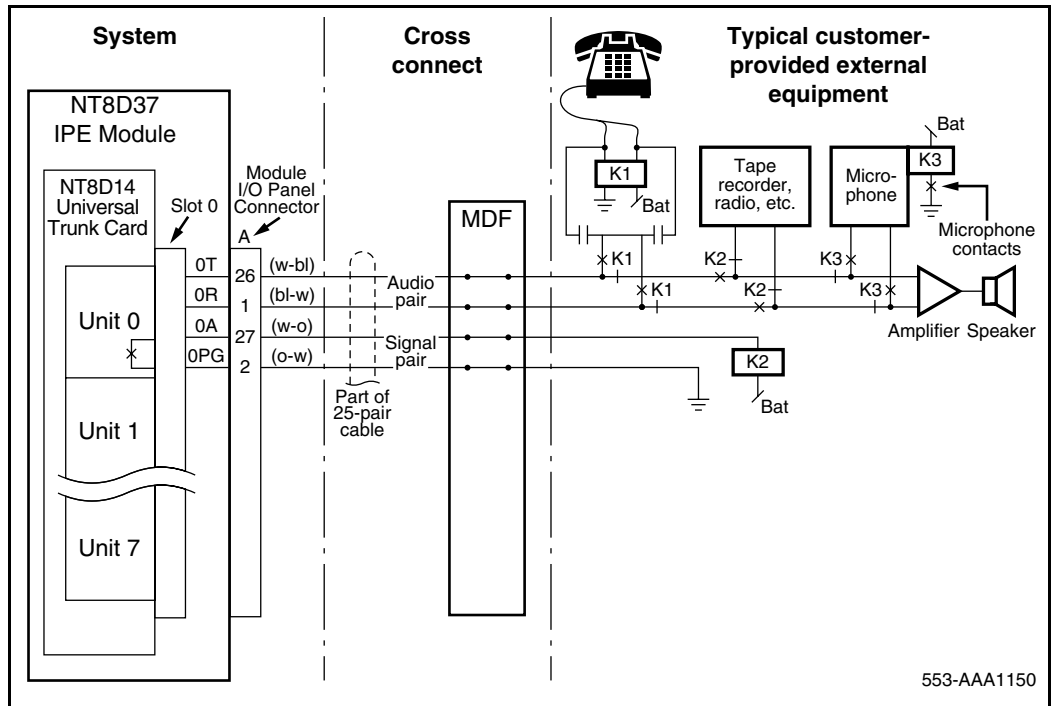 System
Cross
connect
Typical customer-
provided external
equipment
NT8D37
IPE Module
NT8D14
Universal
Trunk Card
Slot 0
Module
I/O Panel
Connector
A
MDF
K1
Bat
Tape
recorder,
radio, etc.
Micro-
phone
K3
Bat
Microphone
contacts
Unit 0
0T
26
(w-bl)
0R
1
(bl-w)
0A
27
(w-o)
0PG
2
(o-w)
Audio
pair
Signal
pair
K1
K2
K3
K1
K2
K3
Amplifier
Speaker
K2
Bat
Part of
25-pair
cable
Unit 1
Unit 7
553-AAA1150